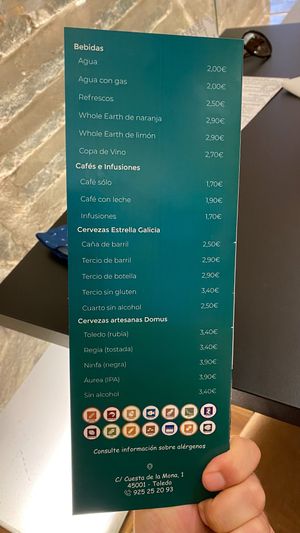 Bebidas
Agua 2,00€
Agua con gas 2,00€
Refrescos 2,50€
Whole Earth de naranja 2,90€
Whole Earth de limón 2,90€
Copa de Vino 2,70€
Cafés e Infusiones
Café sólo 1,70€
Café con leche 1,90€
Infusiones 1,70€
Cervezas Estrella Galicia
Caña de barril 2,50€
Tercio de barril 2,90€
Tercio de botella 2,90€
Tercio sin gluten 3,40€
Cuarto sin alcohol 2,50€
Cervezas artesanas Domus
Toledo (rubia) 3,40€
Regia (tostada) 3,40€
Ninfa (negra) 3,90€
Áurea (IPA) 3,90€
Sin alcohol 3,40€
Consulte información sobre alérgenos
C/ Cuesta de la Mona, 1
45001 - Toledo
925 25 20 93